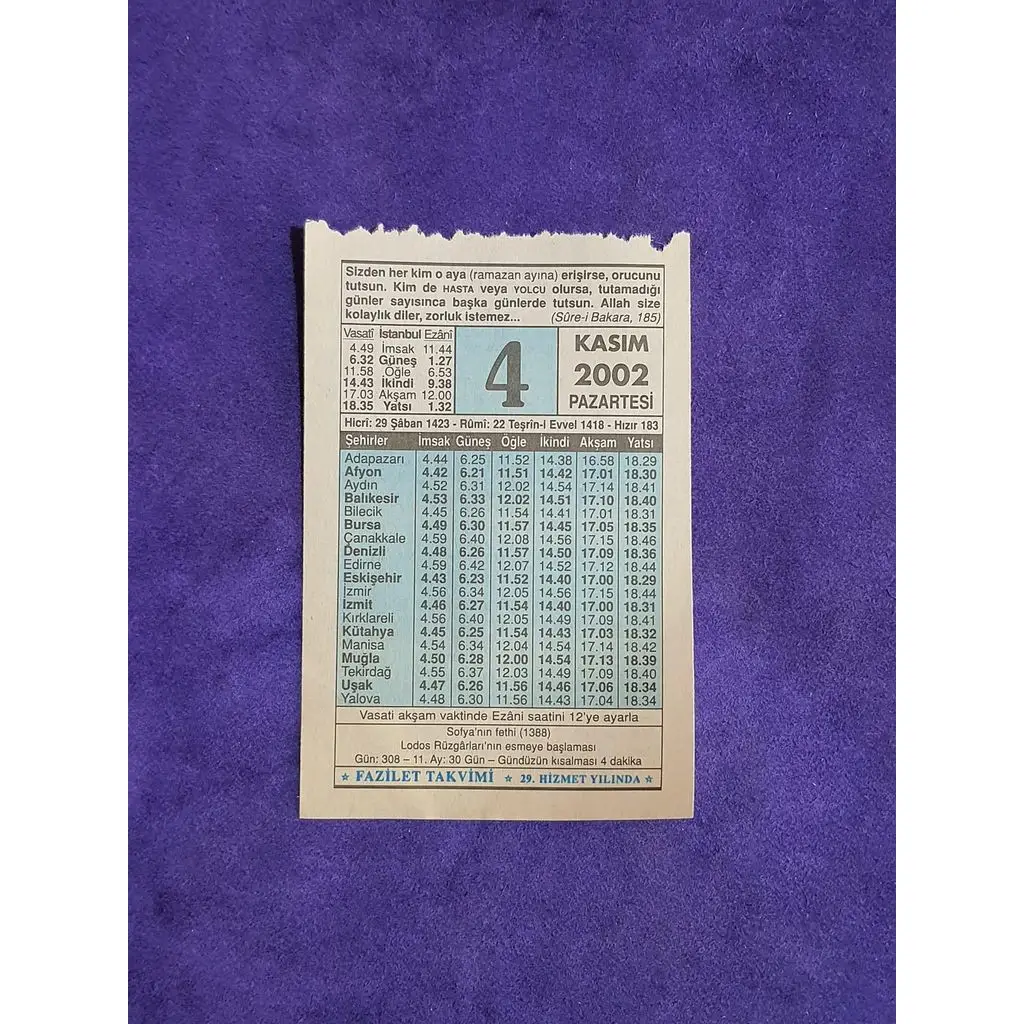 Sizden her kim o aya (ramazan ayına) erişirse, orucunu
tutsun. Kim de HASTA veya YOLCU olursa, tutamadığı
günler sayısınca başka günlerde tutsun. Allah size
kolaylık diler, zorluk istemez... (Sûre-i Bakara, 185)
Vasatî İstanbul Ezânî
4.49 İmsak 11.44
6.32 Güneş 1.27
11.58 Öğle 6.53
14.43 İkindi 9.38
17.03 Akşam 12.00
18.35 Yatsı 1.32
4
KASIM
2002
PAZARTESİ
Hicrî: 29 Şâban 1423 - Rûmî: 22 Teşrîn-i Evvel 1418 - Hızır 183
Şehirler İmsak Güneş Öğle İkindi Akşam Yatsı
Adapazarı 4.44 6.25 11.52 14.38 16.58 18.29
Afyon 4.42 6.21 11.51 14.42 17.01 18.30
Aydın 4.52 6.31 12.02 14.54 17.14 18.41
Balıkesir 4.53 6.33 12.02 14.51 17.10 18.40
Bilecik 4.45 6.26 11.54 14.41 17.01 18.31
Bursa 4.49 6.30 11.57 14.45 17.05 18.35
Çanakkale 4.59 6.40 12.08 14.56 17.15 18.46
Denizli 4.48 6.26 11.57 14.50 17.09 18.36
Edirne 4.59 6.42 12.07 14.52 17.12 18.44
Eskişehir 4.43 6.23 11.52 14.40 17.00 18.29
İzmir 4.56 6.34 12.05 14.56 17.15 18.44
İzmit 4.46 6.27 11.54 14.40 17.00 18.31
Kırklareli 4.56 6.40 12.05 14.49 17.09 18.41
Kütahya 4.45 6.25 11.54 14.43 17.03 18.32
Manisa 4.54 6.34 12.04 14.54 17.14 18.42
Muğla 4.50 6.28 12.00 14.54 17.13 18.39
Tekirdağ 4.55 6.37 12.03 14.49 17.09 18.40
Uşak 4.47 6.26 11.56 14.46 17.06 18.34
Yalova 4.48 6.30 11.56 14.43 17.04 18.34
Vasati akşam vaktinde Ezâni saatini 12'ye ayarla
Sofya'nın fethi (1388)
Lodos Rüzgârları'nın esmeye başlaması
Gün: 308 – 11. Ay: 30 Gün – Gündüzün kısalması 4 dakika
☆ FAZİLET TAKVİMİ ☆ 29. HİZMET YILINDA ☆